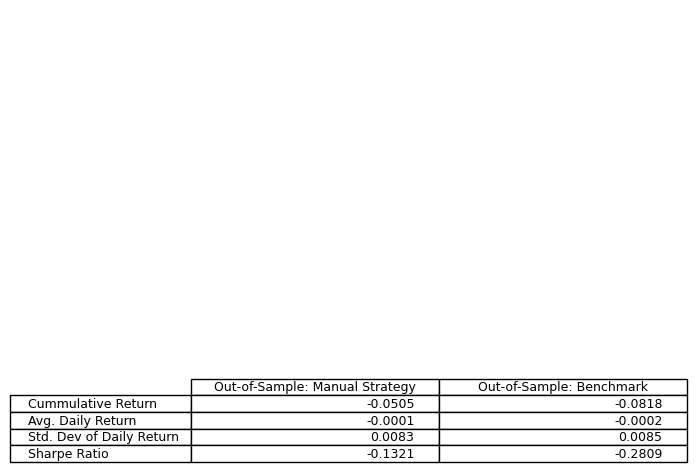 Out-of-Sample: Manual Strategy Out-of-Sample: Benchmark
Cummulative Return -0.0505 -0.0818
Avg. Daily Return -0.0001 -0.0002
Std. Dev of Daily Return 0.0083 0.0085
Sharpe Ratio -0.1321 -0.2809